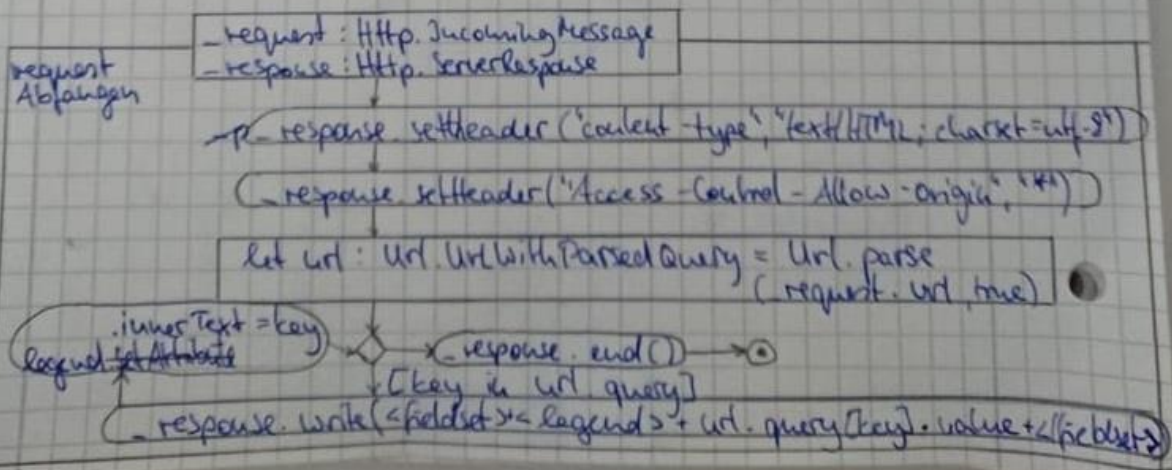 _request : Http.IncomingMessage
_response : Http.ServerResponse
request
Abfangen
_response.setheader("content-type", "text/HTML; charset=utf-8")
_response.setHeader("Access-Control-Allow-Origin", "*")
let url : Url.UrlWithParsedQuery = Url.parse
(_request.url, true)
.innerText = key
legend
_response.end()
[key in url.query]
_response.write(<fieldset><legend> + url.query[key].value + </fieldset>)